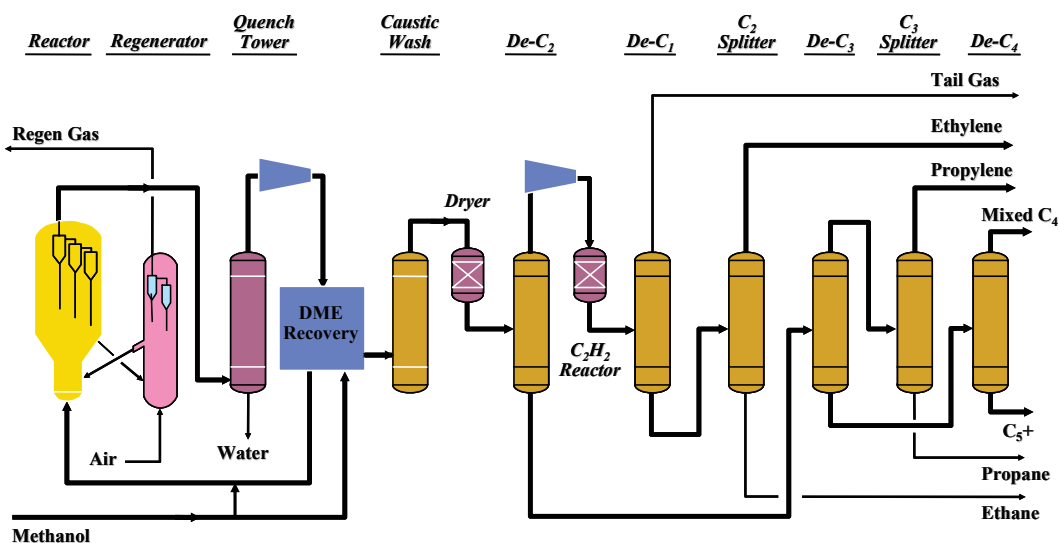 Reactor
Regenerator
Quench
Tower
Caustic
Wash
De-C₂
De-C₁
C₂
Splitter
De-C₃
C₃
Splitter
De-C₄
Tail Gas
Ethylene
Regen Gas
Propylene
Dryer
Mixed C₄
DME
Recovery
C₂H₂
Reactor
C₅+
Air
Water
Propane
Ethane
Methanol